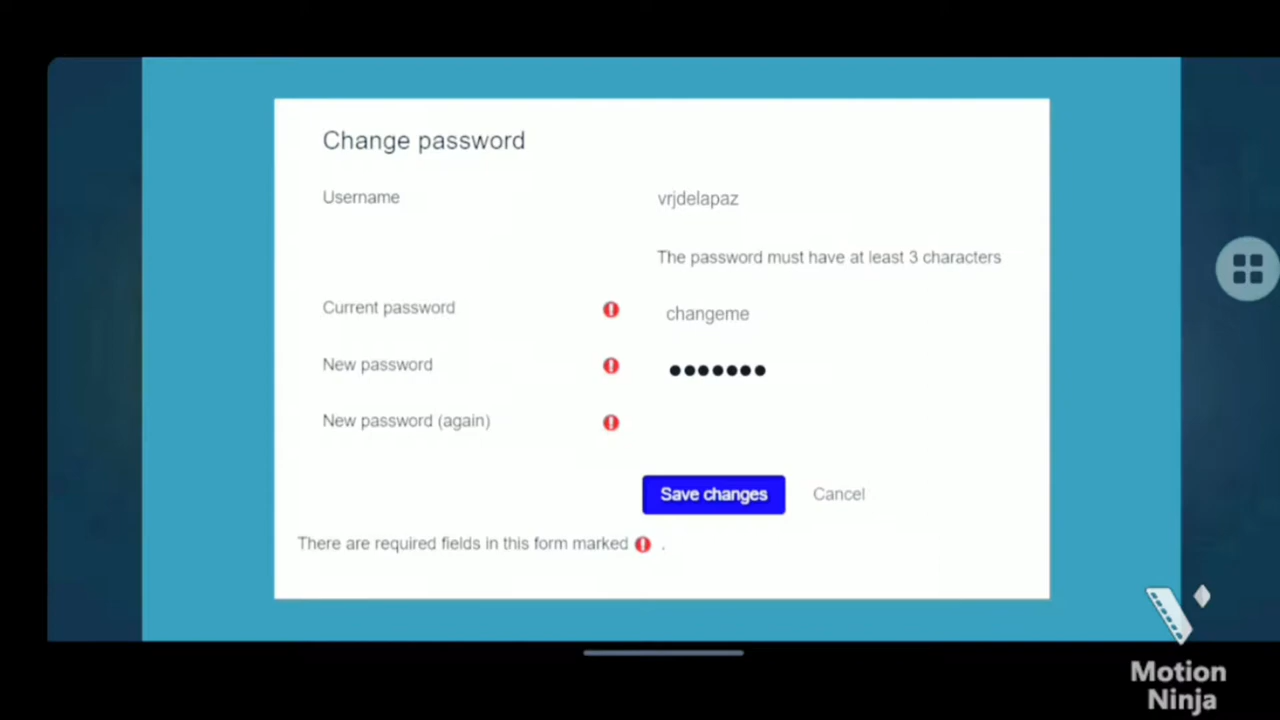 Change password
Username vrjdelapaz
The password must have at least 3 characters
Current password changeme
New password •••••••
New password (again)
Save changes Cancel
There are required fields in this form marked .
Motion
Ninja